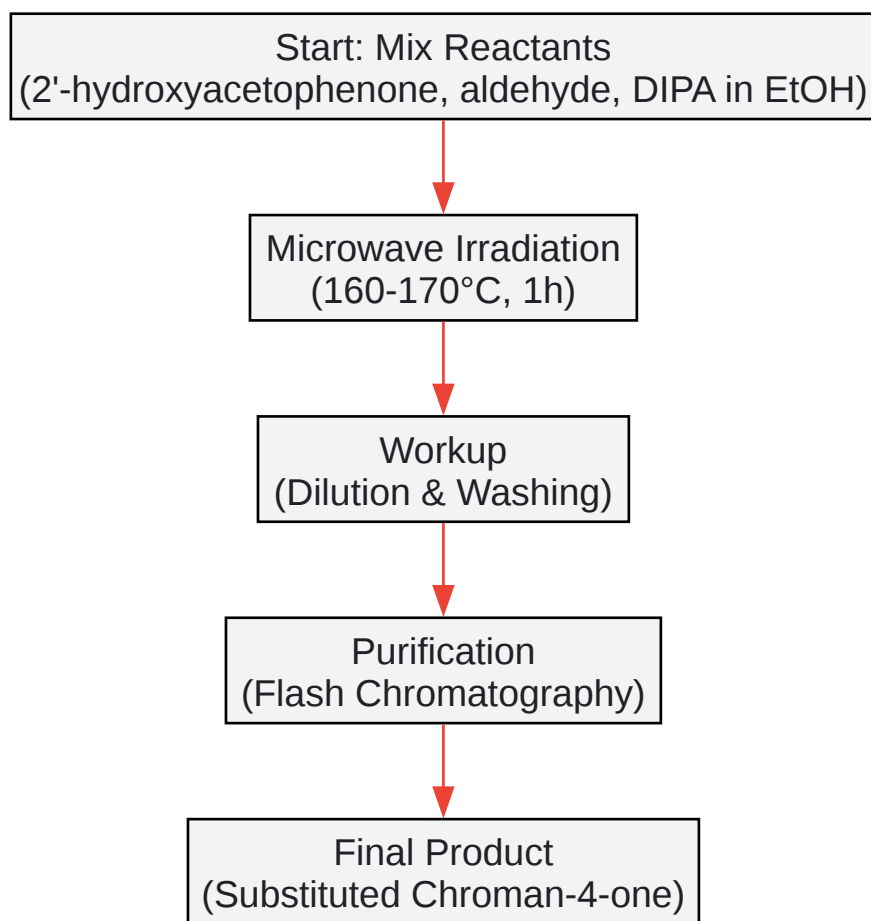 Start: Mix Reactants
(2'-hydroxyacetophenone, aldehyde, DIPA in EtOH)
Microwave Irradiation
(160-170°C, 1h)
Workup
(Dilution & Washing)
Purification
(Flash Chromatography)
Final Product
(Substituted Chroman-4-one)